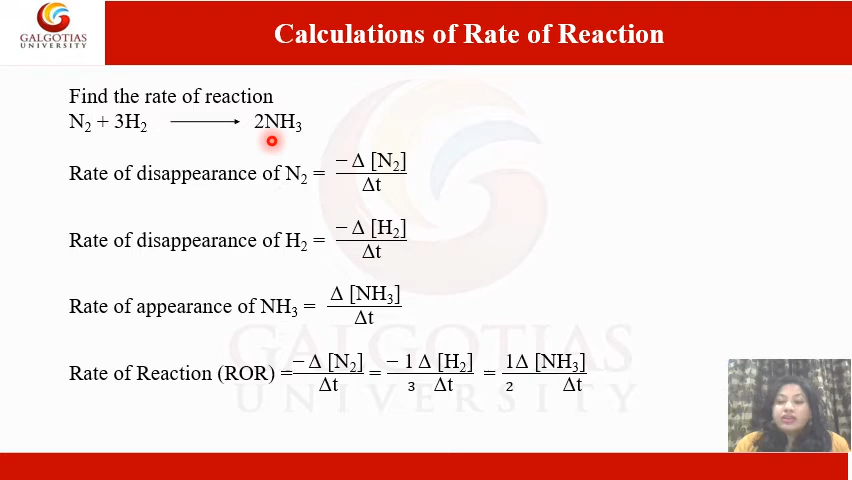 GALGOTIAS
UNIVERSITY
Calculations of Rate of Reaction
Find the rate of reaction
N₂ + 3H₂ ⟶ 2NH₃
Rate of disappearance of N₂ = − Δ [N₂] / Δt
Rate of disappearance of H₂ = − Δ [H₂] / Δt
Rate of appearance of NH₃ = Δ [NH₃] / Δt
GALGOTIAS
Rate of Reaction (ROR) = − Δ [N₂] / Δt = − 1 Δ [H₂] / 3 Δt = 1Δ [NH₃] / 2 Δt
UNIVERSITY